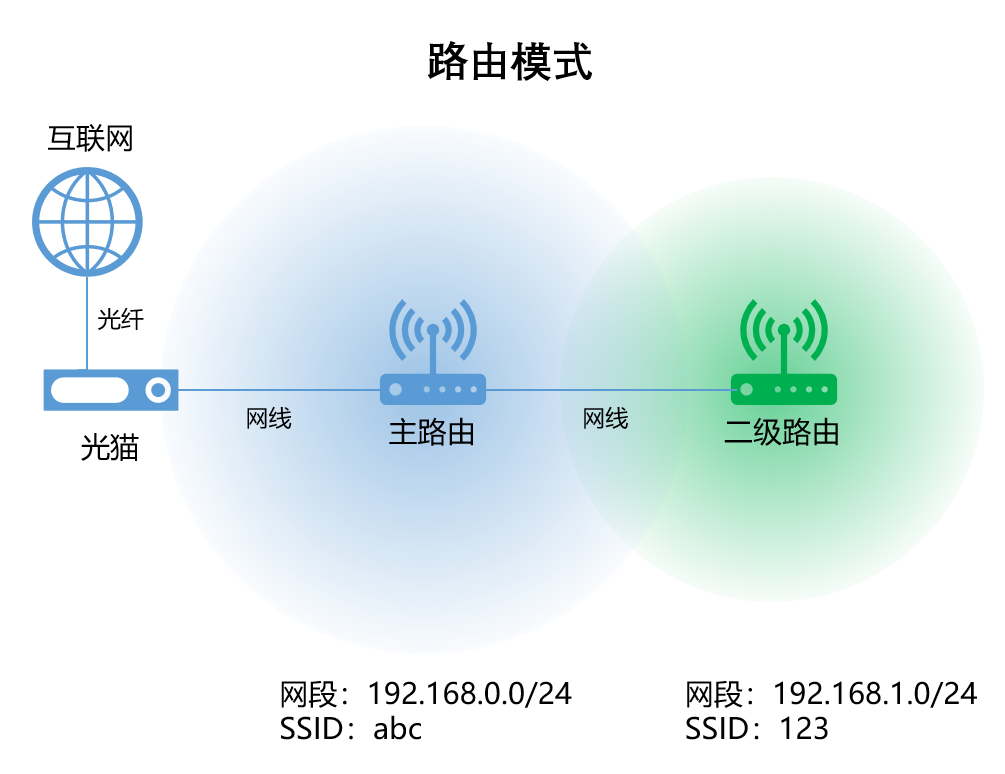 路由模式
互联网
光纤
光猫
网线
主路由
网线
二级路由
网段：192.168.0.0/24
SSID：abc
网段：192.168.1.0/24
SSID：123